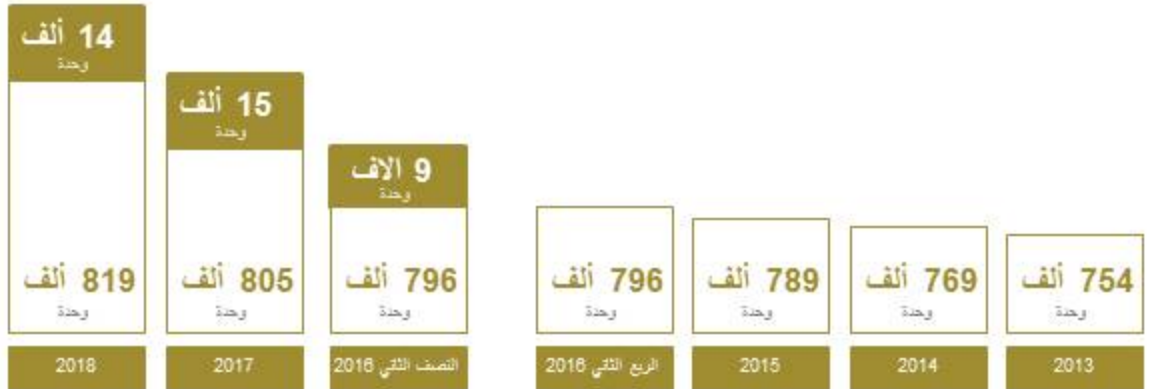 14 ألف
وحدة
15 ألف
وحدة
9 الاف
وحدة
754 ألف
وحدة
769 ألف
وحدة
789 ألف
وحدة
796 ألف
وحدة
796 ألف
وحدة
805 ألف
وحدة
819 ألف
وحدة
2013
2014
2015
الربع الثاني 2016
النصف الثاني 2016
2017
2018